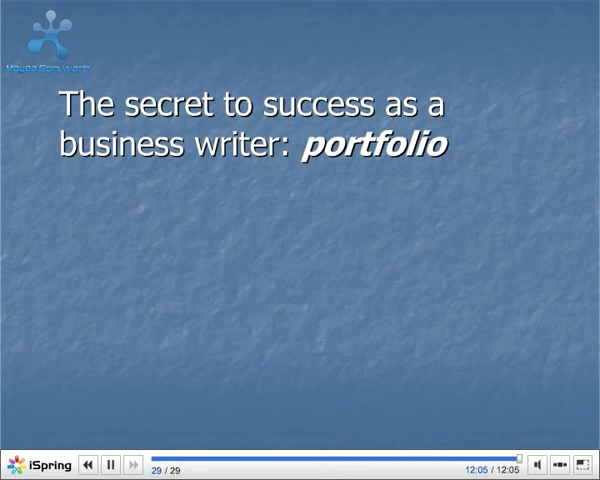 The secret to success as a
business writer: portfolio
iSpring
29 / 29
12:05 / 12:05